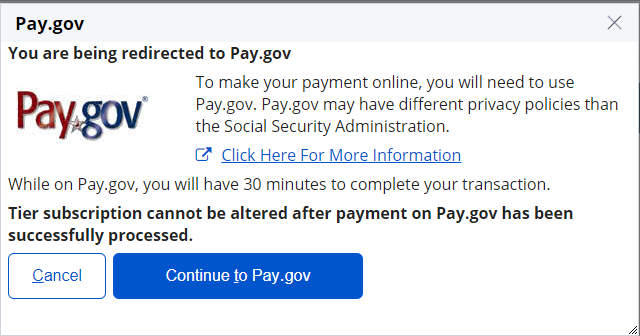 Pay.gov
You are being redirected to Pay.gov
Pay.gov®
To make your payment online, you will need to use
Pay.gov. Pay.gov may have different privacy policies than
the Social Security Administration.
Click Here For More Information
While on Pay.gov, you will have 30 minutes to complete your transaction.
Tier subscription cannot be altered after payment on Pay.gov has been
successfully processed.
Cancel
Continue to Pay.gov